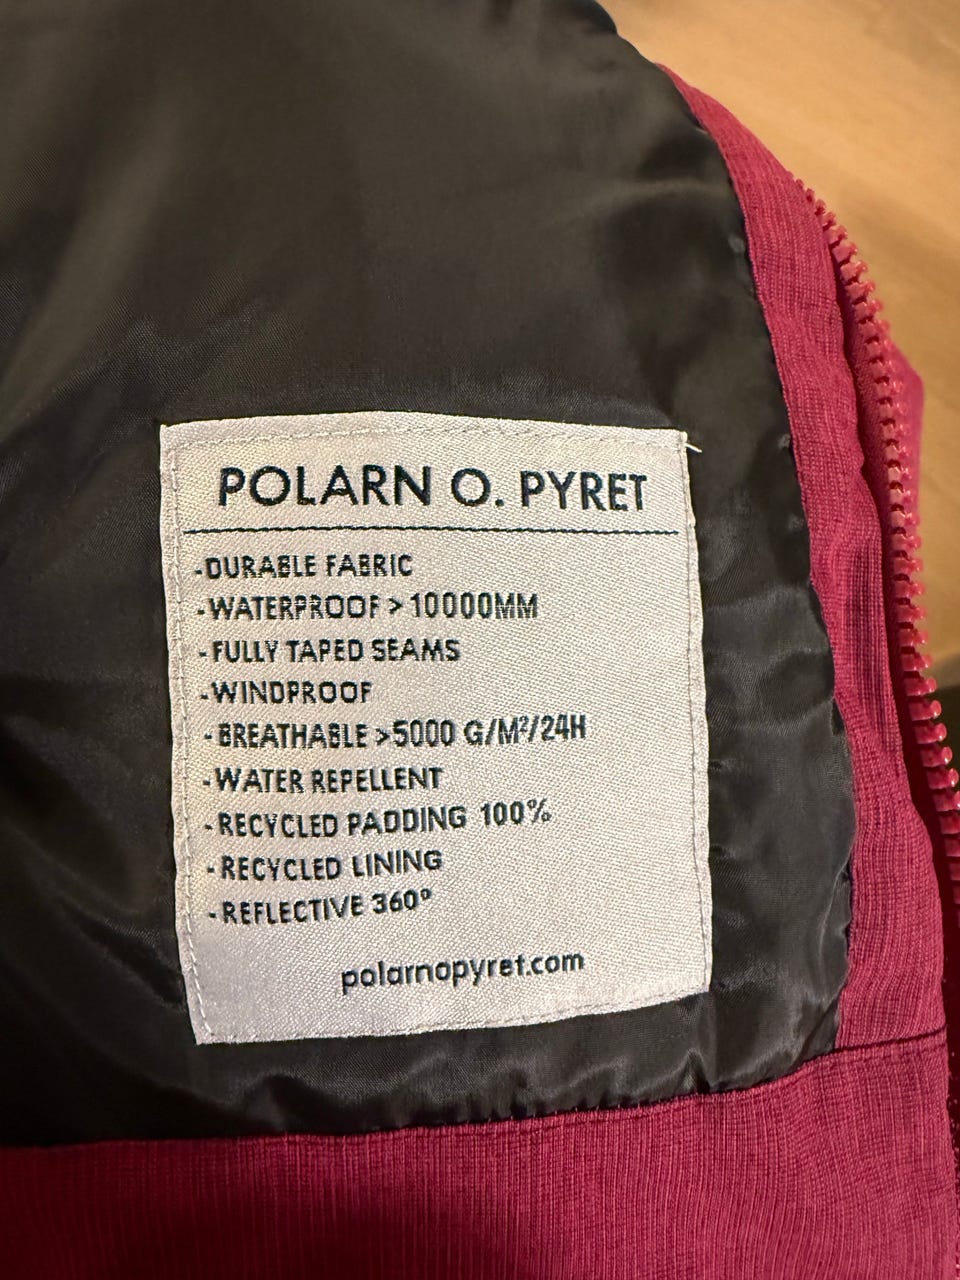 POLARN O. PYRET
-DURABLE FABRIC
-WATERPROOF > 10000MM
-FULLY TAPED SEAMS
-WINDPROOF
-BREATHABLE >5000 G/M²/24H
-WATER REPELLENT
-RECYCLED PADDING 100%
-RECYCLED LINING
-REFLECTIVE 360°
polarnopyret.com